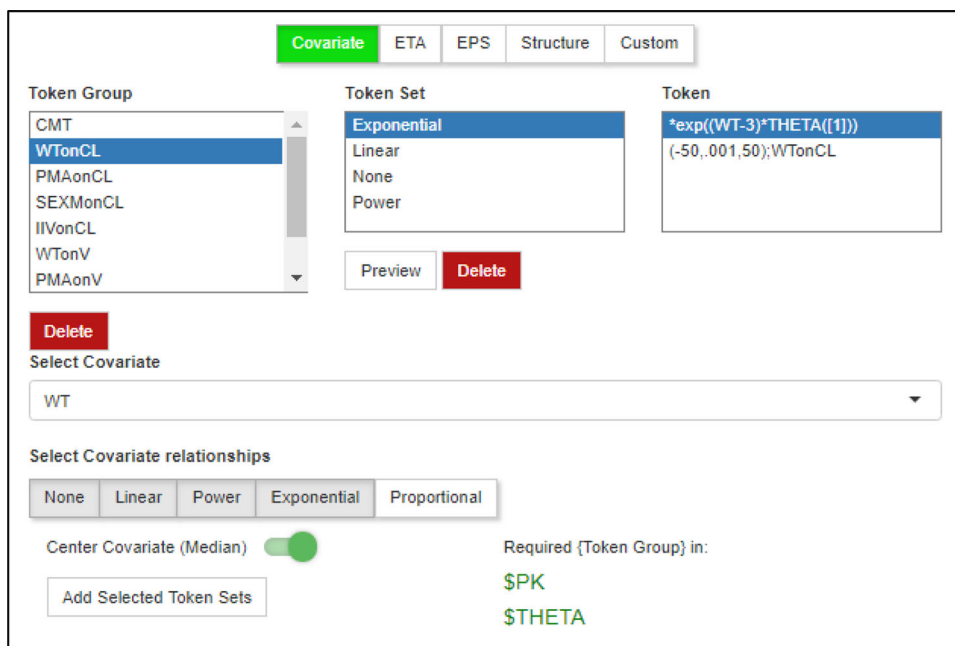 Covariate ETA EPS Structure Custom
Token Group Token Set Token
CMT Exponential *exp((WT-3)*THETA([1]))
WTonCL Linear (-50,.001,50);WTonCL
PMAonCL None
SEXMonCL Power
IIVonCL
WTonV
PMAonV
Preview Delete
Delete
Select Covariate
WT
Select Covariate relationships
None Linear Power Exponential Proportional
Center Covariate (Median) Required {Token Group} in:
Add Selected Token Sets $PK
$THETA